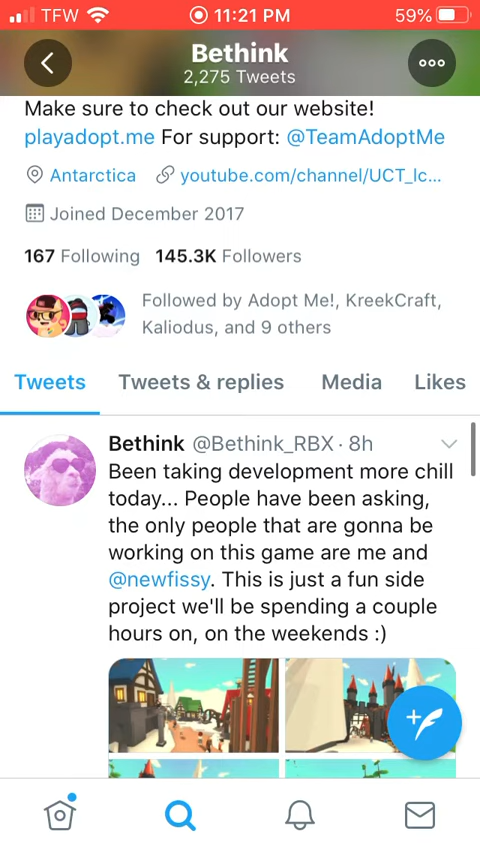 TFW 11:21 PM 59%
Bethink
2,275 Tweets
Make sure to check out our website!
playadopt.me For support: @TeamAdoptMe
Antarctica youtube.com/channel/UCT_lc...
Joined December 2017
167 Following 145.3K Followers
Followed by Adopt Me!, KreekCraft,
Kaliodus, and 9 others
Tweets Tweets & replies Media Likes
Bethink @Bethink_RBX · 8h
Been taking development more chill
today... People have been asking,
the only people that are gonna be
working on this game are me and
@newfissy. This is just a fun side
project we'll be spending a couple
hours on, on the weekends :)